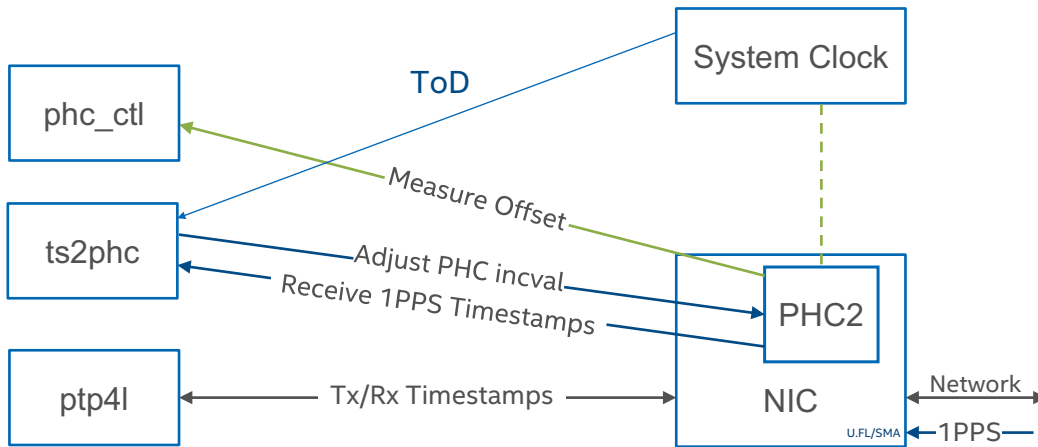 System Clock
ToD
phc_ctl
Measure Offset
ts2phc
Adjust PHC incval
Receive 1PPS Timestamps
PHC2
ptp4l
Tx/Rx Timestamps
NIC
Network
U.FL/SMA
1PPS